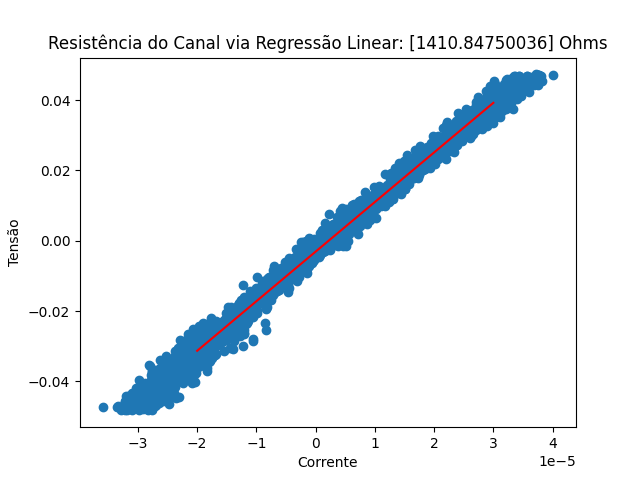 Resistência do Canal via Regressão Linear: [1410.84750036] Ohms
0.04
0.02
0.00
−0.02
−0.04
Tensão
−3 −2 −1 0 1 2 3 4
1e−5
Corrente